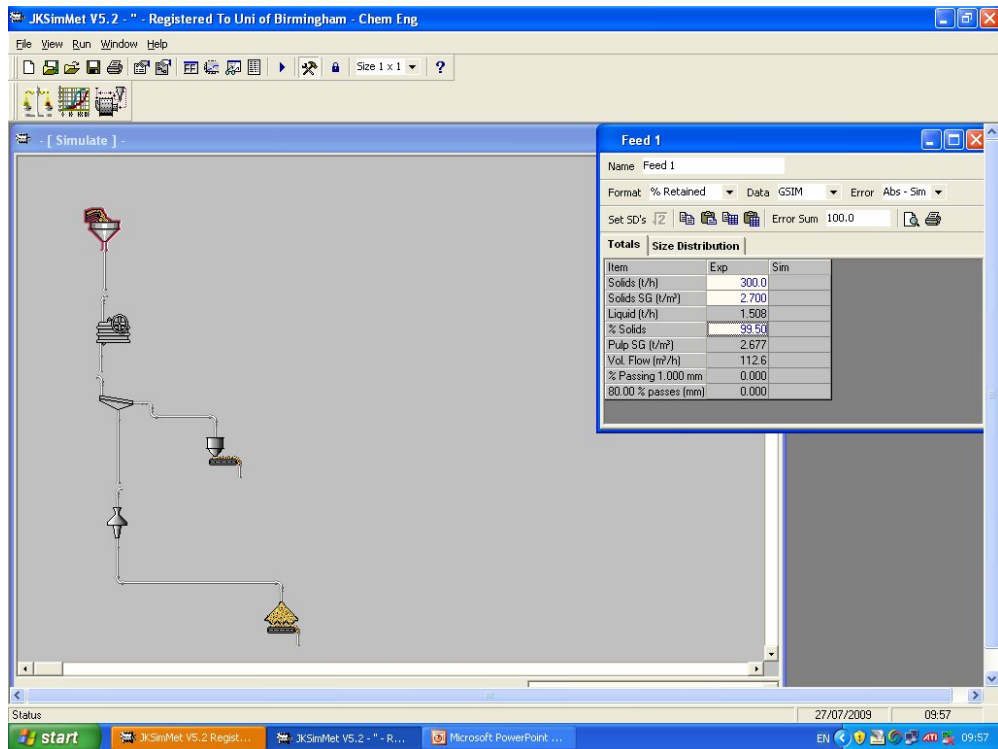 JKSimMet V5.2 - " - Registered To Uni of Birmingham - Chem Eng
File View Run Window Help
Size 1 x 1
?
- [ Simulate ] -
Feed 1
Name Feed 1
Format % Retained Data GSIM Error Abs - Sim
Set SD's Error Sum 100.0
Totals Size Distribution
Item Exp Sim
Solids (t/h) 300.0
Solids SG (t/m³) 2.700
Liquid (t/h) 1.508
% Solids 99.50
Pulp SG (t/m³) 2.677
Vol. Flow (m³/h) 112.6
% Passing 1.000 mm 0.000
80.00 % passes (mm) 0.000
Status 27/07/2009 09:57
start JKSimMet V5.2 Regist... JKSimMet V5.2 - " - R... Microsoft PowerPoint ... EN 09:57